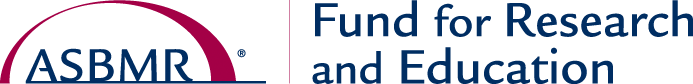 ASBMR®
Fund for Research
and Education